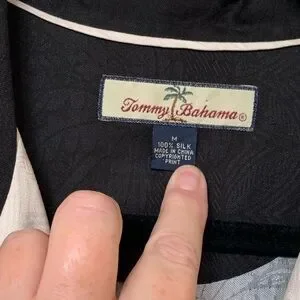 Tommy Bahama®
M
100% SILK
MADE IN CHINA
COPYRIGHTED
PRINT